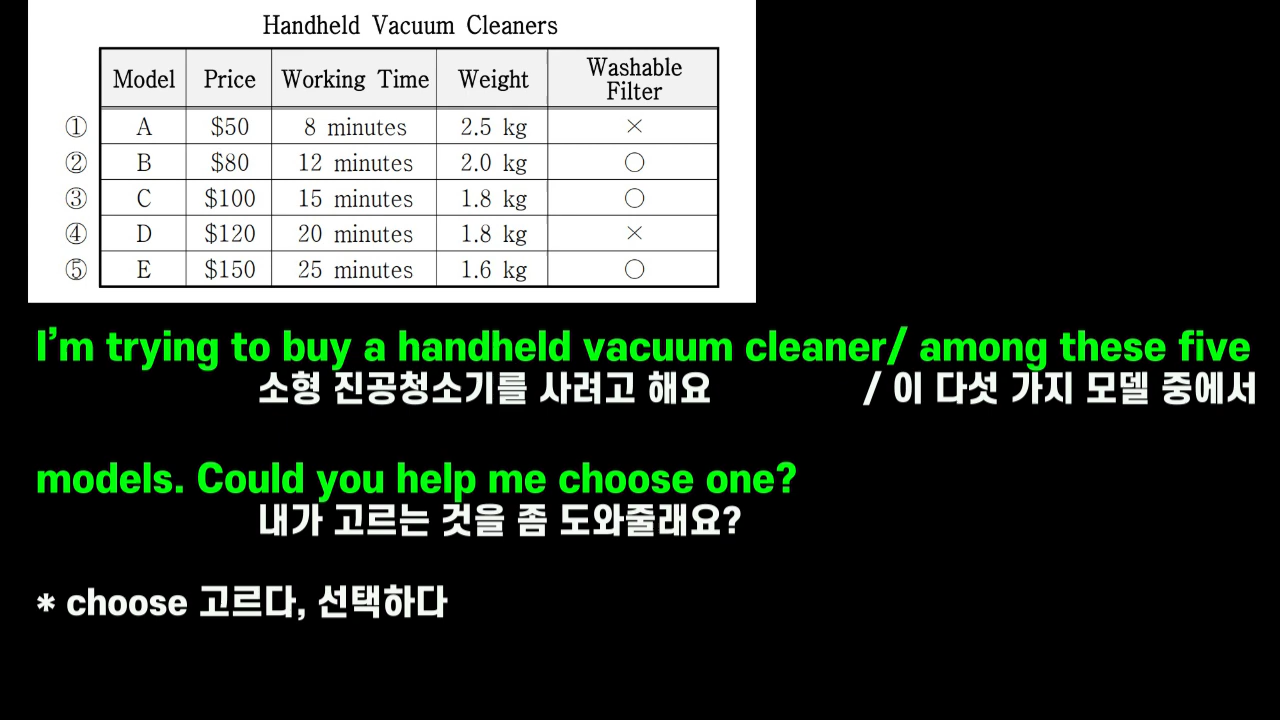 Handheld Vacuum Cleaners
Model Price Working Time Weight Washable Filter
① A $50 8 minutes 2.5 kg ×
② B $80 12 minutes 2.0 kg ○
③ C $100 15 minutes 1.8 kg ○
④ D $120 20 minutes 1.8 kg ×
⑤ E $150 25 minutes 1.6 kg ○
I'm trying to buy a handheld vacuum cleaner/ among these five
소형 진공청소기를 사려고 해요 / 이 다섯 가지 모델 중에서
models. Could you help me choose one?
내가 고르는 것을 좀 도와줄래요?
* choose 고르다, 선택하다